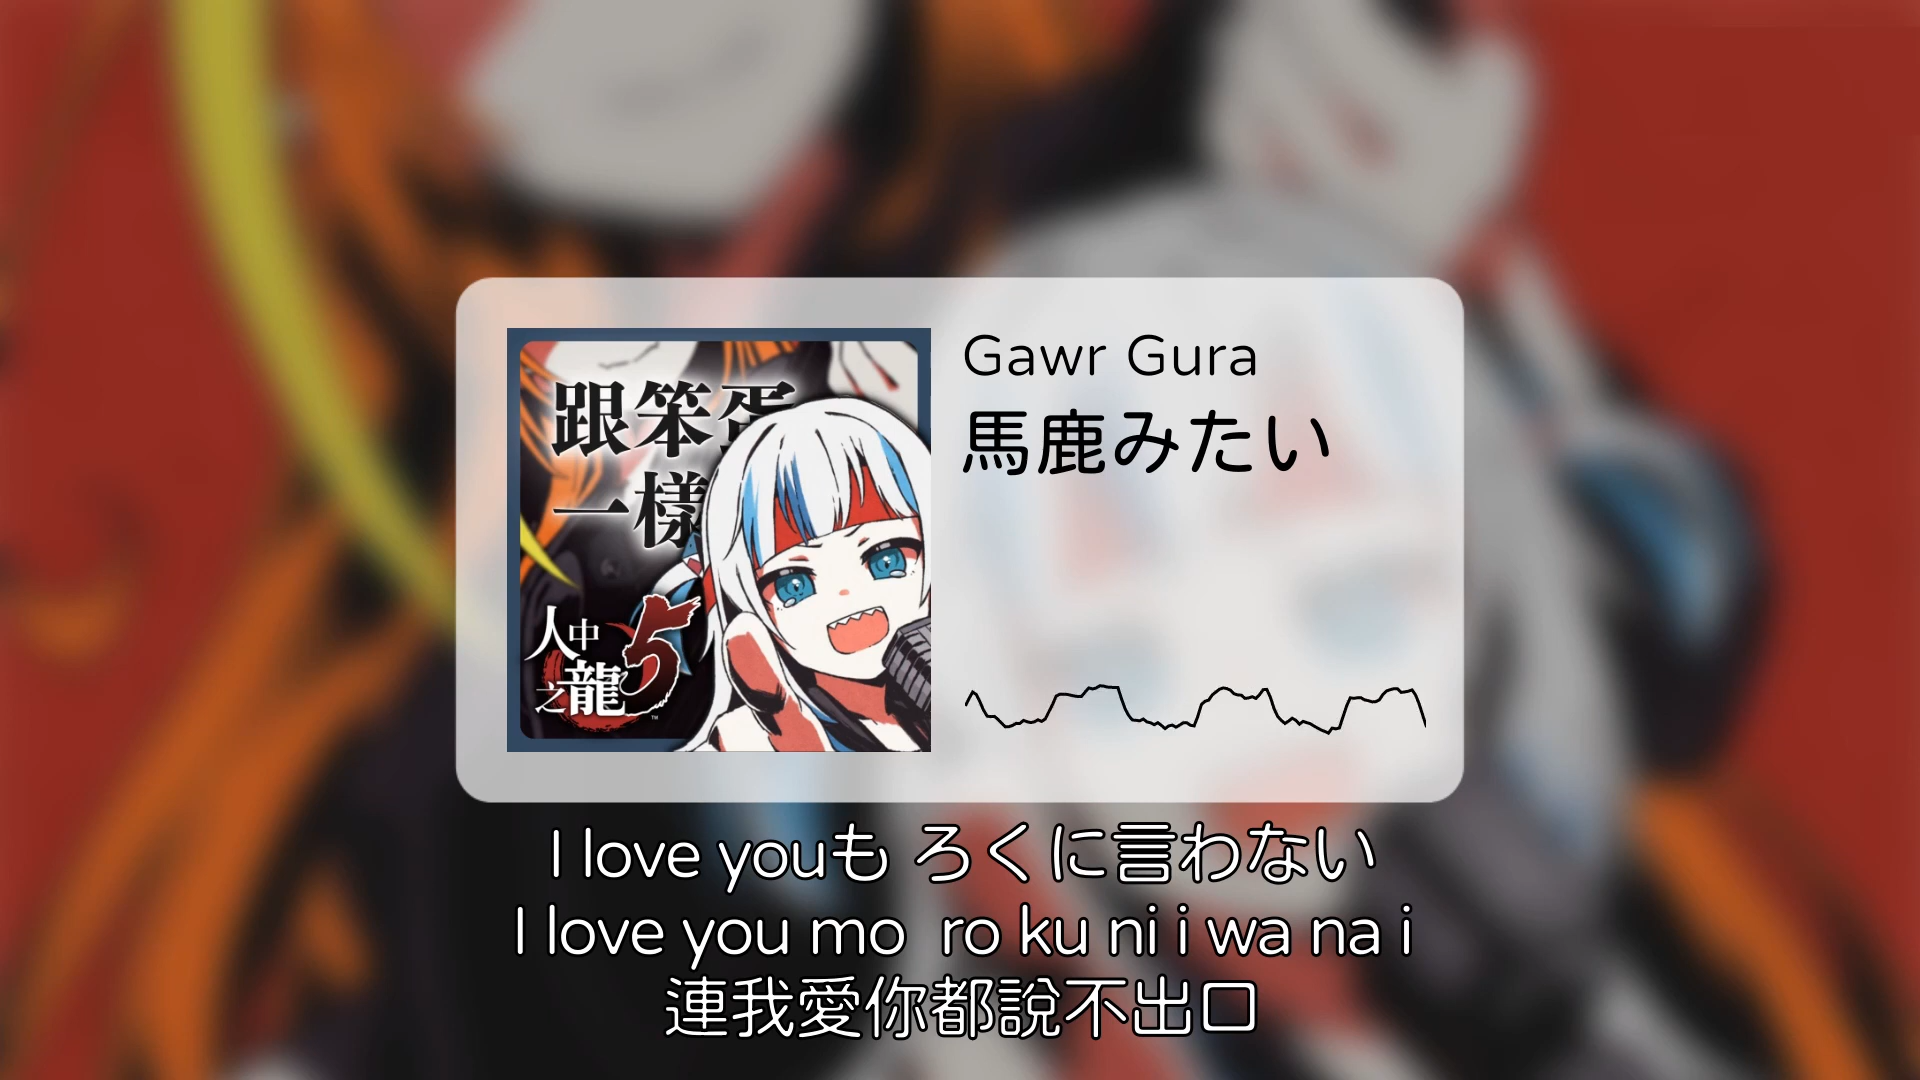 Gawr Gura
馬鹿みたい
跟笨蛋
一樣
人中
之龍5
™
I love youも ろくに言わない
I love you mo ro ku ni i wa na i
連我愛你都說不出口